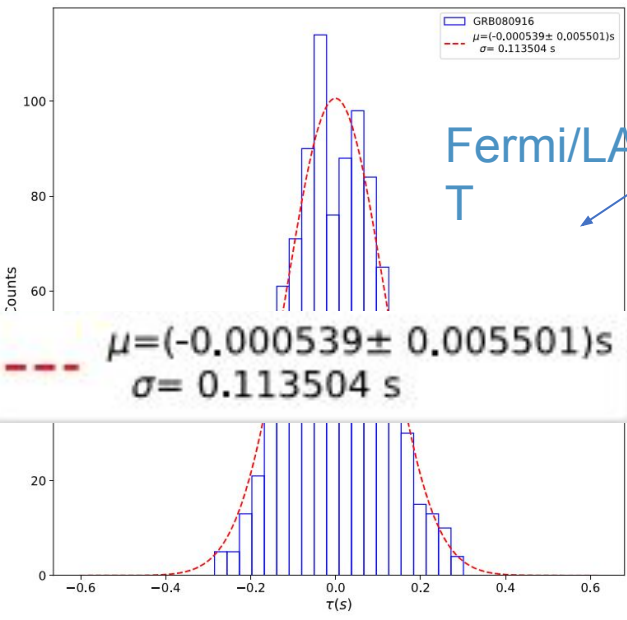 GRB080916
μ=(-0.000539± 0.005501)s
σ= 0.113504 s
100
Fermi/LA
T
80
60
Counts
μ=(-0.000539± 0.005501)s
σ= 0.113504 s
20
0
−0.6 −0.4 −0.2 0.0 0.2 0.4 0.6
τ(s)